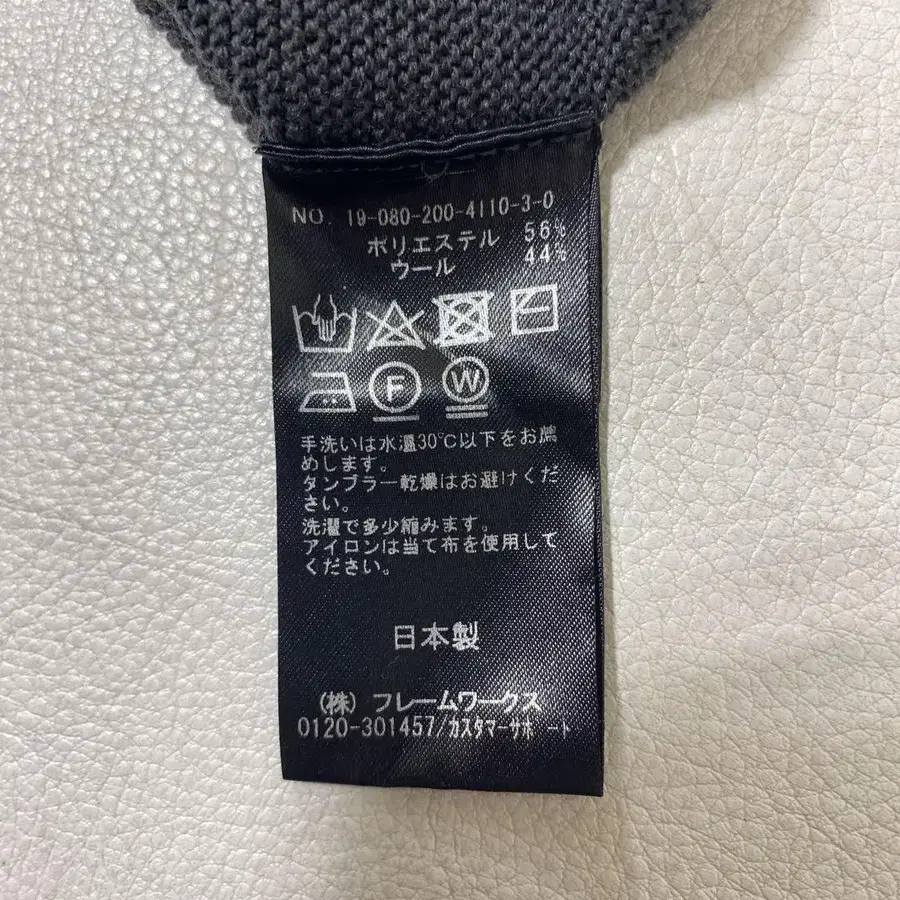 NO. 19-080-200-4110-3-0
ポリエステル 56%
ウール 44%
F W
手洗いは水温30℃以下をお薦
めします。
タンブラー乾燥はお避けくだ
さい。
洗濯で多少縮みます。
アイロンは当て布を使用して
ください。
日本製
(株) フレームワークス
0120-301457/カスタマーサポート